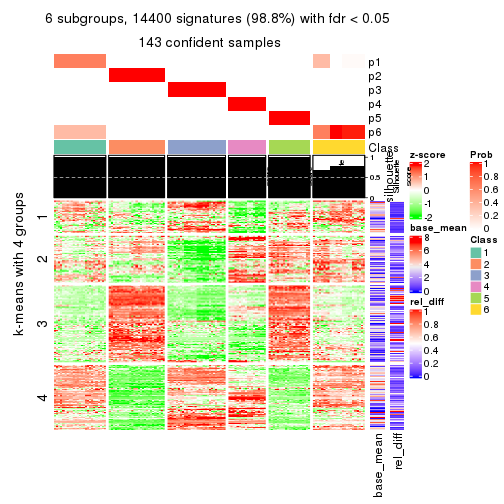 6 subgroups, 14400 signatures (98.8%) with fdr < 0.05
143 confident samples
p1
p2
p3
p4
p5
p6
Class
1
0.5
0
silhouette
Silhouette
score
k-means with 4 groups
1
2
3
4
base_mean
rel_diff
z-score
2
1
0
-1
-2
base_mean
8
6
4
2
0
rel_diff
1
0.8
0.6
0.4
0.2
0
Prob
1
0.8
0.6
0.4
0.2
0
Class
1
2
3
4
5
6